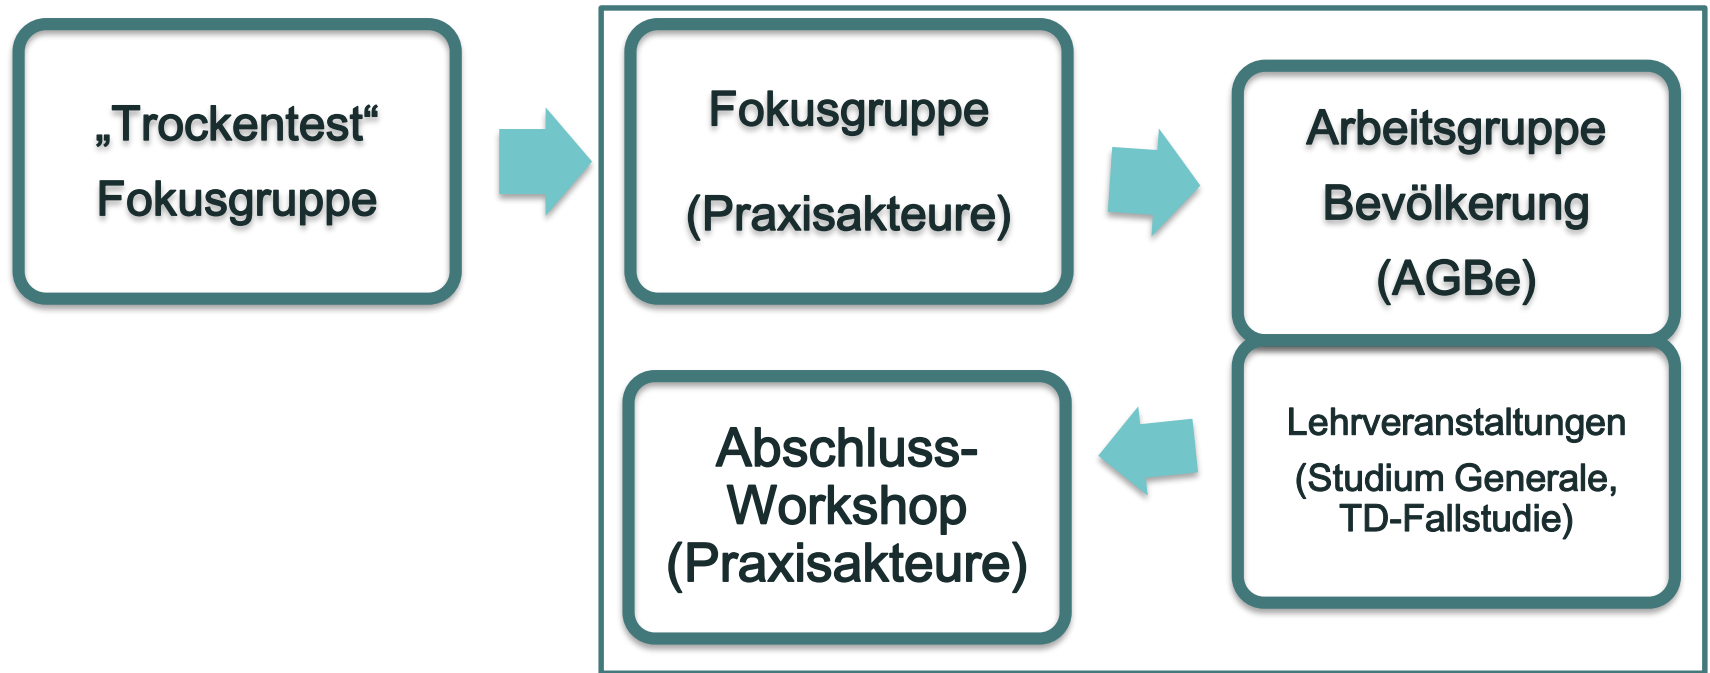 „Trockentest“
Fokusgruppe
Fokusgruppe
(Praxisakteure)
Arbeitsgruppe
Bevölkerung
(AGBe)
Lehrveranstaltungen
(Studium Generale,
TD-Fallstudie)
Abschluss-
Workshop
(Praxisakteure)